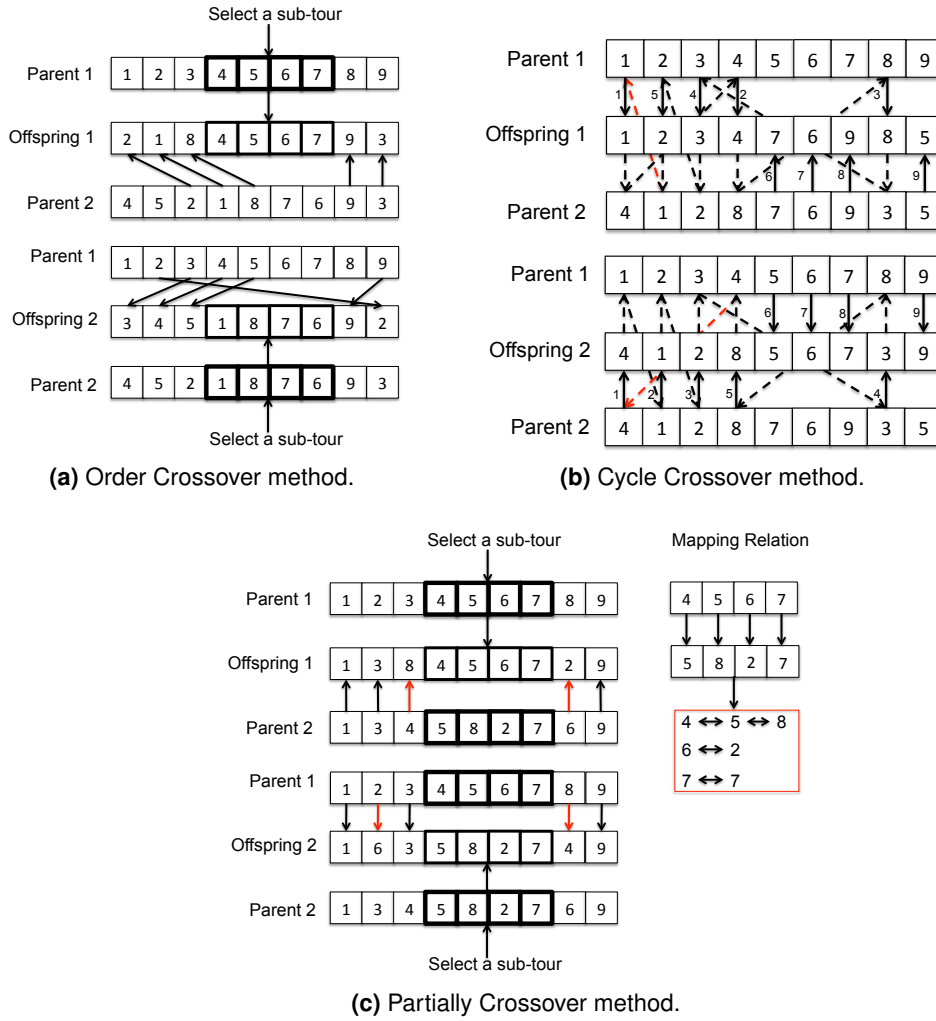 Select a sub-tour
Parent 1 1 2 3 4 5 6 7 8 9
Offspring 1 2 1 8 4 5 6 7 9 3
Parent 2 4 5 2 1 8 7 6 9 3
Parent 1 1 2 3 4 5 6 7 8 9
Offspring 2 3 4 5 1 8 7 6 9 2
Parent 2 4 5 2 1 8 7 6 9 3
Select a sub-tour
(a) Order Crossover method.
Parent 1 1 2 3 4 5 6 7 8 9
1 5 4 2 3
Offspring 1 1 2 3 4 7 6 9 8 5
6 7 8 9
Parent 2 4 1 2 8 7 6 9 3 5
Parent 1 1 2 3 4 5 6 7 8 9
6 7 8 9
Offspring 2 4 1 2 8 5 6 7 3 9
1 2 3 5 4
Parent 2 4 1 2 8 7 6 9 3 5
(b) Cycle Crossover method.
Select a sub-tour
Parent 1 1 2 3 4 5 6 7 8 9
Offspring 1 1 3 8 4 5 6 7 2 9
Parent 2 1 3 4 5 8 2 7 6 9
Parent 1 1 2 3 4 5 6 7 8 9
Offspring 2 1 6 3 5 8 2 7 4 9
Parent 2 1 3 4 5 8 2 7 6 9
Select a sub-tour
Mapping Relation
4 5 6 7
5 8 2 7
4 ↔ 5 ↔ 8
6 ↔ 2
7 ↔ 7
(c) Partially Crossover method.